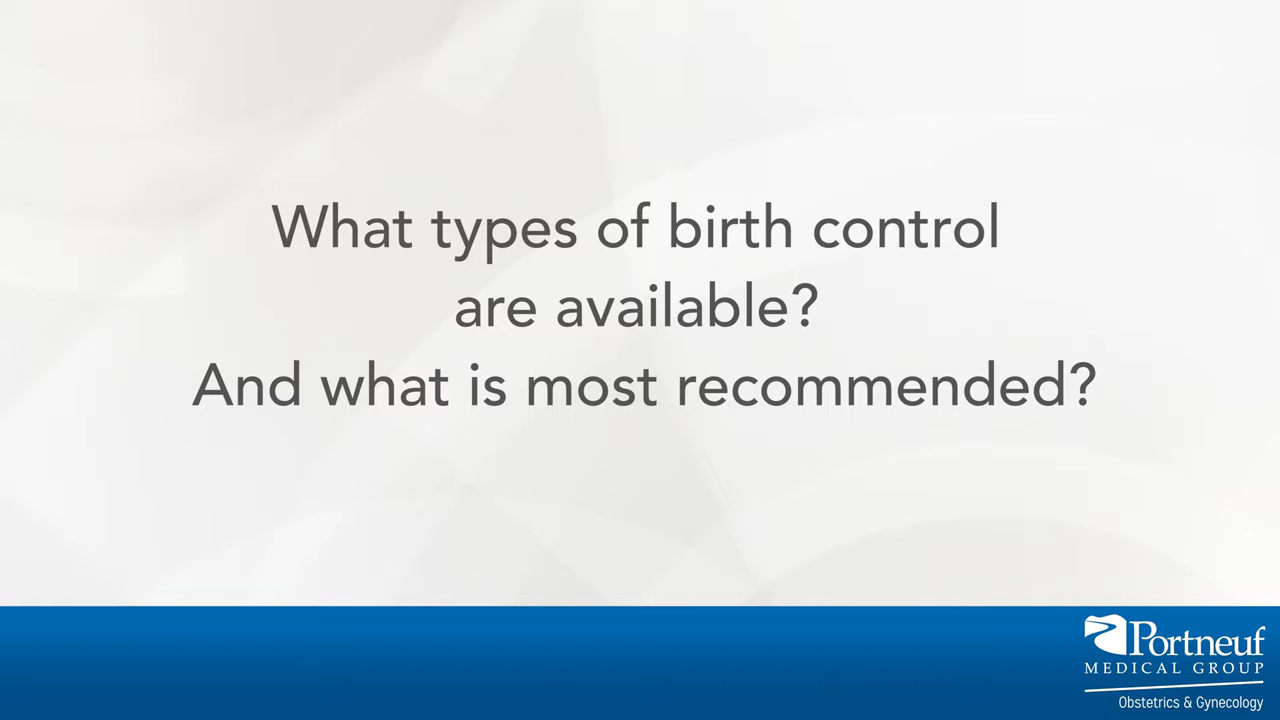 What types of birth control
are available?
And what is most recommended?
Portneuf
MEDICAL GROUP
Obstetrics & Gynecology